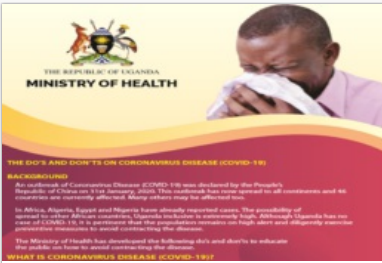 THE REPUBLIC OF UGANDA
MINISTRY OF HEALTH
THE DO'S AND DON'TS ON CORONAVIRUS DISEASE (COVID-19)
BACKGROUND
An outbreak of Coronavirus Disease (COVID-19) was declared by the People's
Republic of China on 31st January, 2020. This outbreak has now spread to all continents and 46
countries are currently affected. Many others may be affected too.
In Africa, Algeria, Egypt and Nigeria have already reported cases. The possibility of
spread to other African countries, Uganda inclusive is extremely high. Although Uganda has no
case of COVID-19, it is pertinent that the population remains on high alert and diligently exercise
preventive measures to avoid contracting the disease.
The Ministry of Health has developed the following do's and don'ts to educate
the public on how to avoid contracting the disease.
WHAT IS CORONAVIRUS DISEASE (COVID-19)?